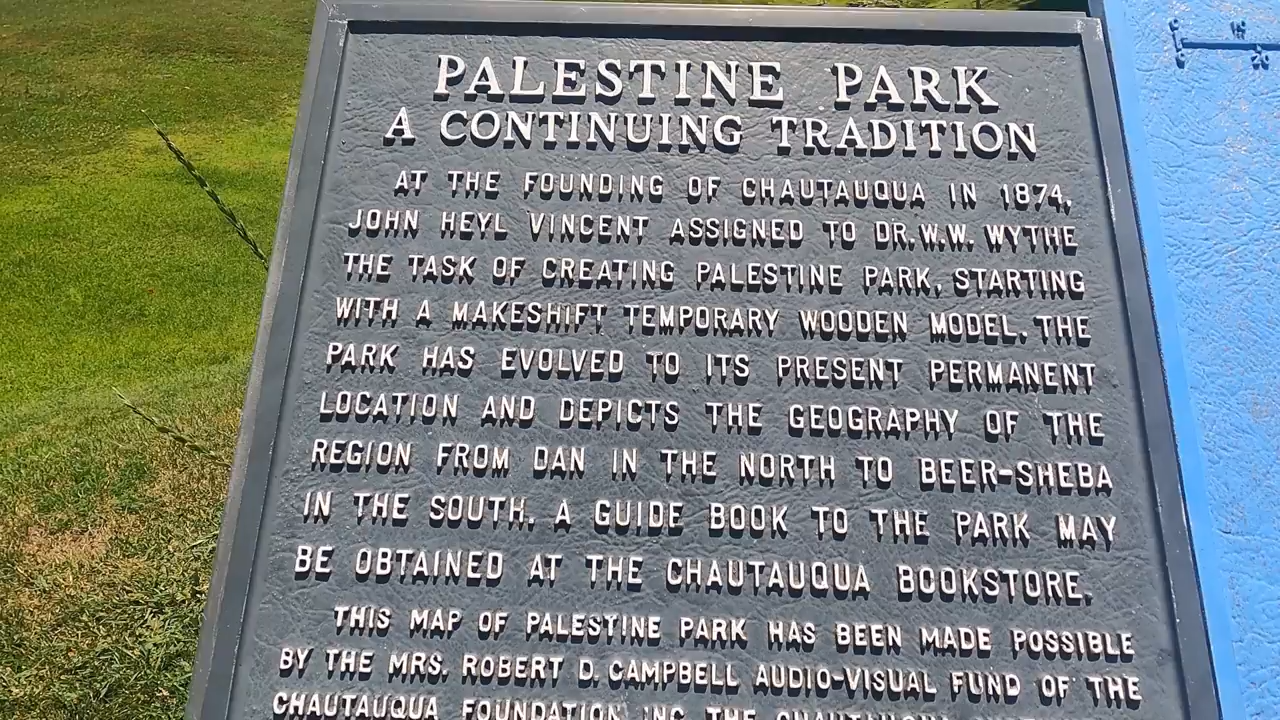 PALESTINE PARK
A CONTINUING TRADITION
AT THE FOUNDING OF CHAUTAUQUA IN 1874,
JOHN HEYL VINCENT ASSIGNED TO DR.W.W. WYTHE
THE TASK OF CREATING PALESTINE PARK, STARTING
WITH A MAKESHIFT TEMPORARY WOODEN MODEL. THE
PARK HAS EVOLVED TO ITS PRESENT PERMANENT
LOCATION AND DEPICTS THE GEOGRAPHY OF THE
REGION FROM DAN IN THE NORTH TO BEER-SHEBA
IN THE SOUTH. A GUIDE BOOK TO THE PARK MAY
BE OBTAINED AT THE CHAUTAUQUA BOOKSTORE.
THIS MAP OF PALESTINE PARK HAS BEEN MADE POSSIBLE
BY THE MRS. ROBERT D. CAMPBELL AUDIO-VISUAL FUND OF THE
CHAUTAUQUA FOUNDATION INC. THE CHAUTAUQUA